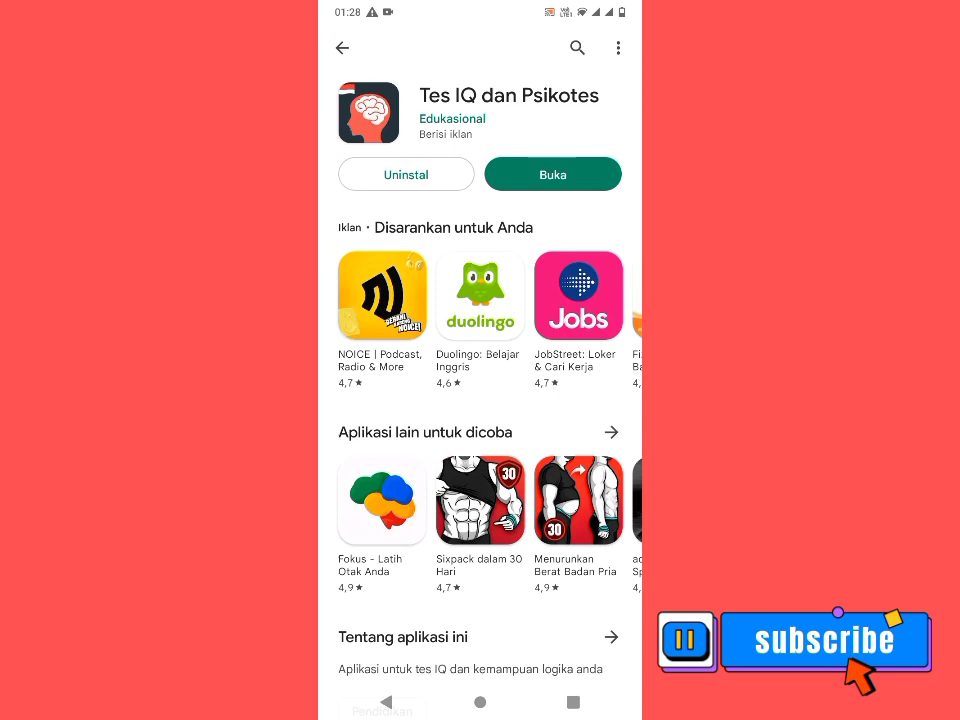 01:28
Tes IQ dan Psikotes
Edukasional
Berisi iklan
Uninstal
Buka
Iklan • Disarankan untuk Anda
BERANI NOICE!
duolingo
Jobs
NOICE | Podcast,
Radio & More
4,7 ★
Duolingo: Belajar
Inggris
4,6 ★
JobStreet: Loker
& Cari Kerja
4,7 ★
Aplikasi lain untuk dicoba
30
30
Fokus - Latih
Otak Anda
4,9 ★
Sixpack dalam 30
Hari
4,7 ★
Menurunkan
Berat Badan Pria
4,9 ★
Tentang aplikasi ini
Aplikasi untuk tes IQ dan kemampuan logika anda
Pendidikan
subscribe